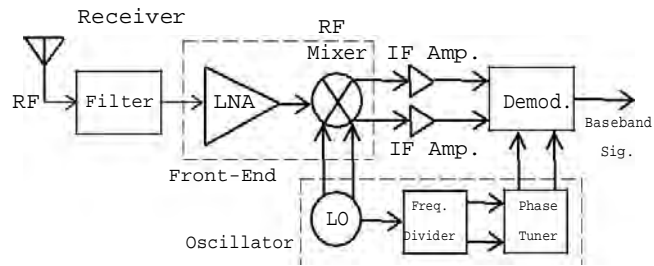 Receiver
RF
Mixer
IF Amp.
RF
Filter
LNA
Demod.
Baseband
Sig.
IF Amp.
Front-End
LO
Freq.
Divider
Phase
Tuner
Oscillator